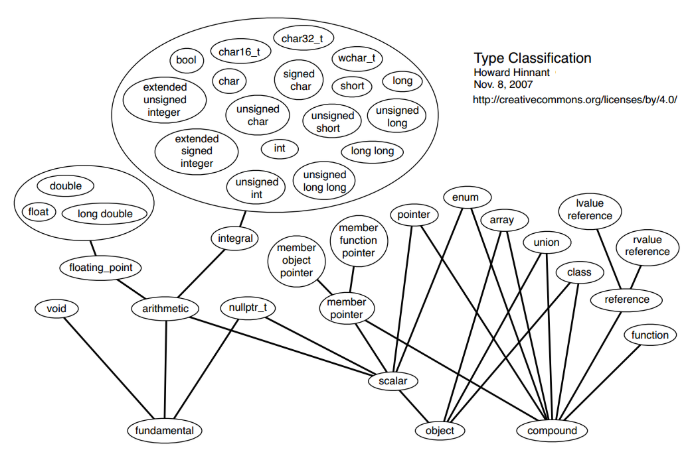 Type Classification
Howard Hinnant
Nov. 8, 2007
http://creativecommons.org/licenses/by/4.0/
char32_t
char16_t
wchar_t
bool
char
signed
char
short
long
extended
unsigned
integer
unsigned
char
unsigned
short
unsigned
long
extended
signed
integer
int
long long
unsigned
int
unsigned
long long
double
float
long double
integral
floating_point
member
object
pointer
member
function
pointer
pointer
enum
array
union
class
lvalue
reference
rvalue
reference
void
arithmetic
nullptr_t
member
pointer
reference
function
scalar
fundamental
object
compound